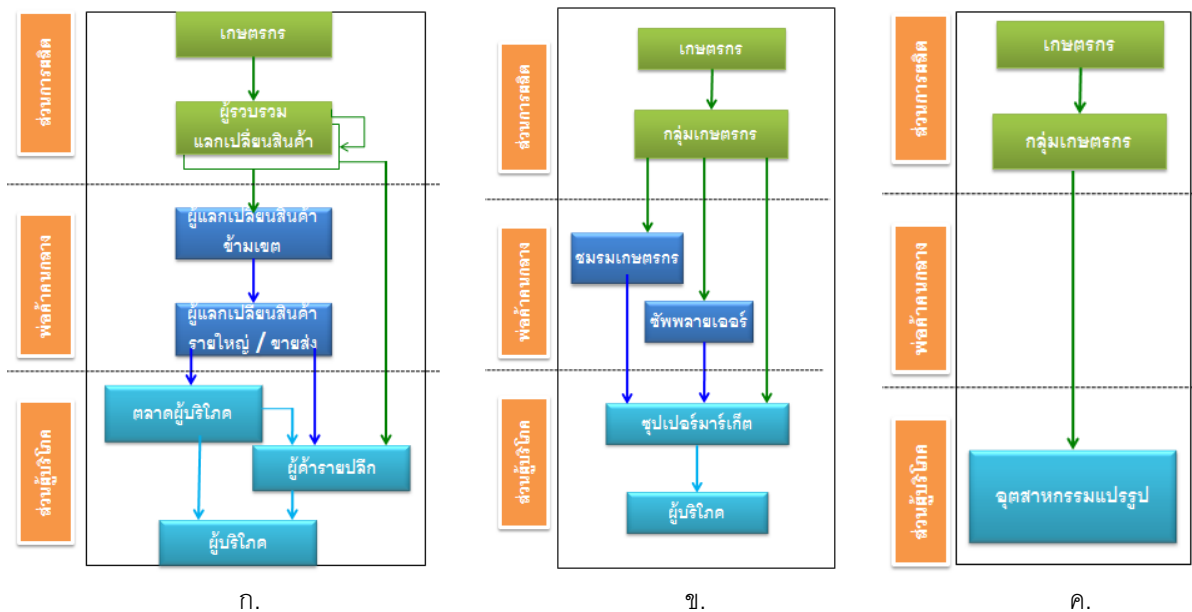 ส่วนการผลิต
เกษตรกร
ผู้รวบรวม
แลกเปลี่ยนสินค้า
พ่อค้าคนกลาง
ผู้แลกเปลี่ยนสินค้า
ข้ามเขต
ผู้แลกเปลี่ยนสินค้า
รายใหญ่ / ขายส่ง
ส่วนผู้บริโภค
ตลาดผู้บริโภค
ผู้ค้ารายปลีก
ผู้บริโภค
ก.
ส่วนการผลิต
เกษตรกร
กลุ่มเกษตรกร
พ่อค้าคนกลาง
ชมรมเกษตรกร
ซัพพลายเออร์
ส่วนผู้บริโภค
ซุปเปอร์มาร์เก็ต
ผู้บริโภค
ข.
ส่วนการผลิต
เกษตรกร
กลุ่มเกษตรกร
พ่อค้าคนกลาง
ส่วนผู้บริโภค
อุตสาหกรรมแปรรูป
ค.